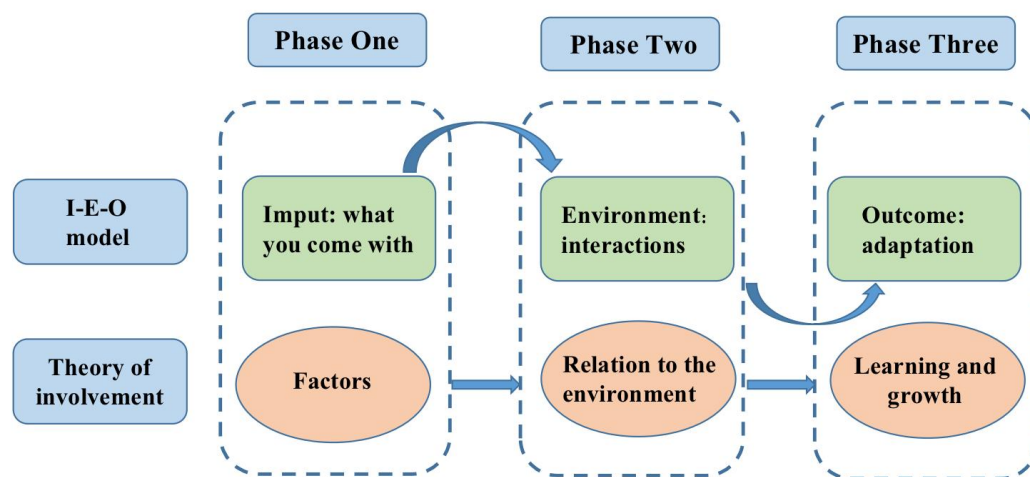 Phase One
Phase Two
Phase Three
I-E-O
model
Imput: what
you come with
Environment:
interactions
Outcome:
adaptation
Theory of
involvement
Factors
Relation to the
environment
Learning and
growth